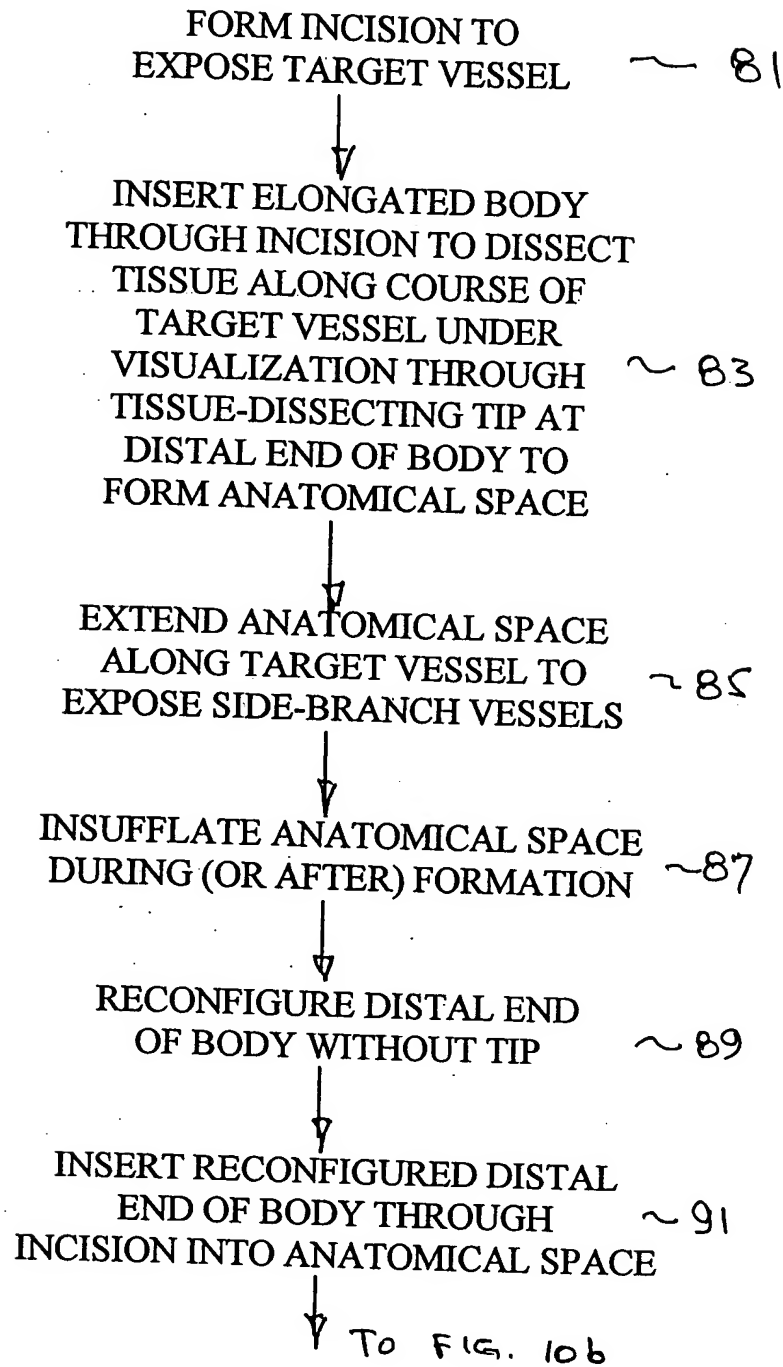 FORM INCISION TO
EXPOSE TARGET VESSEL ~ 81
INSERT ELONGATED BODY
THROUGH INCISION TO DISSECT
TISSUE ALONG COURSE OF
TARGET VESSEL UNDER
VISUALIZATION THROUGH ~ 83
TISSUE-DISSECTING TIP AT
DISTAL END OF BODY TO
FORM ANATOMICAL SPACE
EXTEND ANATOMICAL SPACE
ALONG TARGET VESSEL TO ~ 85
EXPOSE SIDE-BRANCH VESSELS
INSUFFLATE ANATOMICAL SPACE
DURING (OR AFTER) FORMATION ~87
RECONFIGURE DISTAL END
OF BODY WITHOUT TIP ~ 89
INSERT RECONFIGURED DISTAL
END OF BODY THROUGH ~ 91
INCISION INTO ANATOMICAL SPACE
TO FIG. 10b